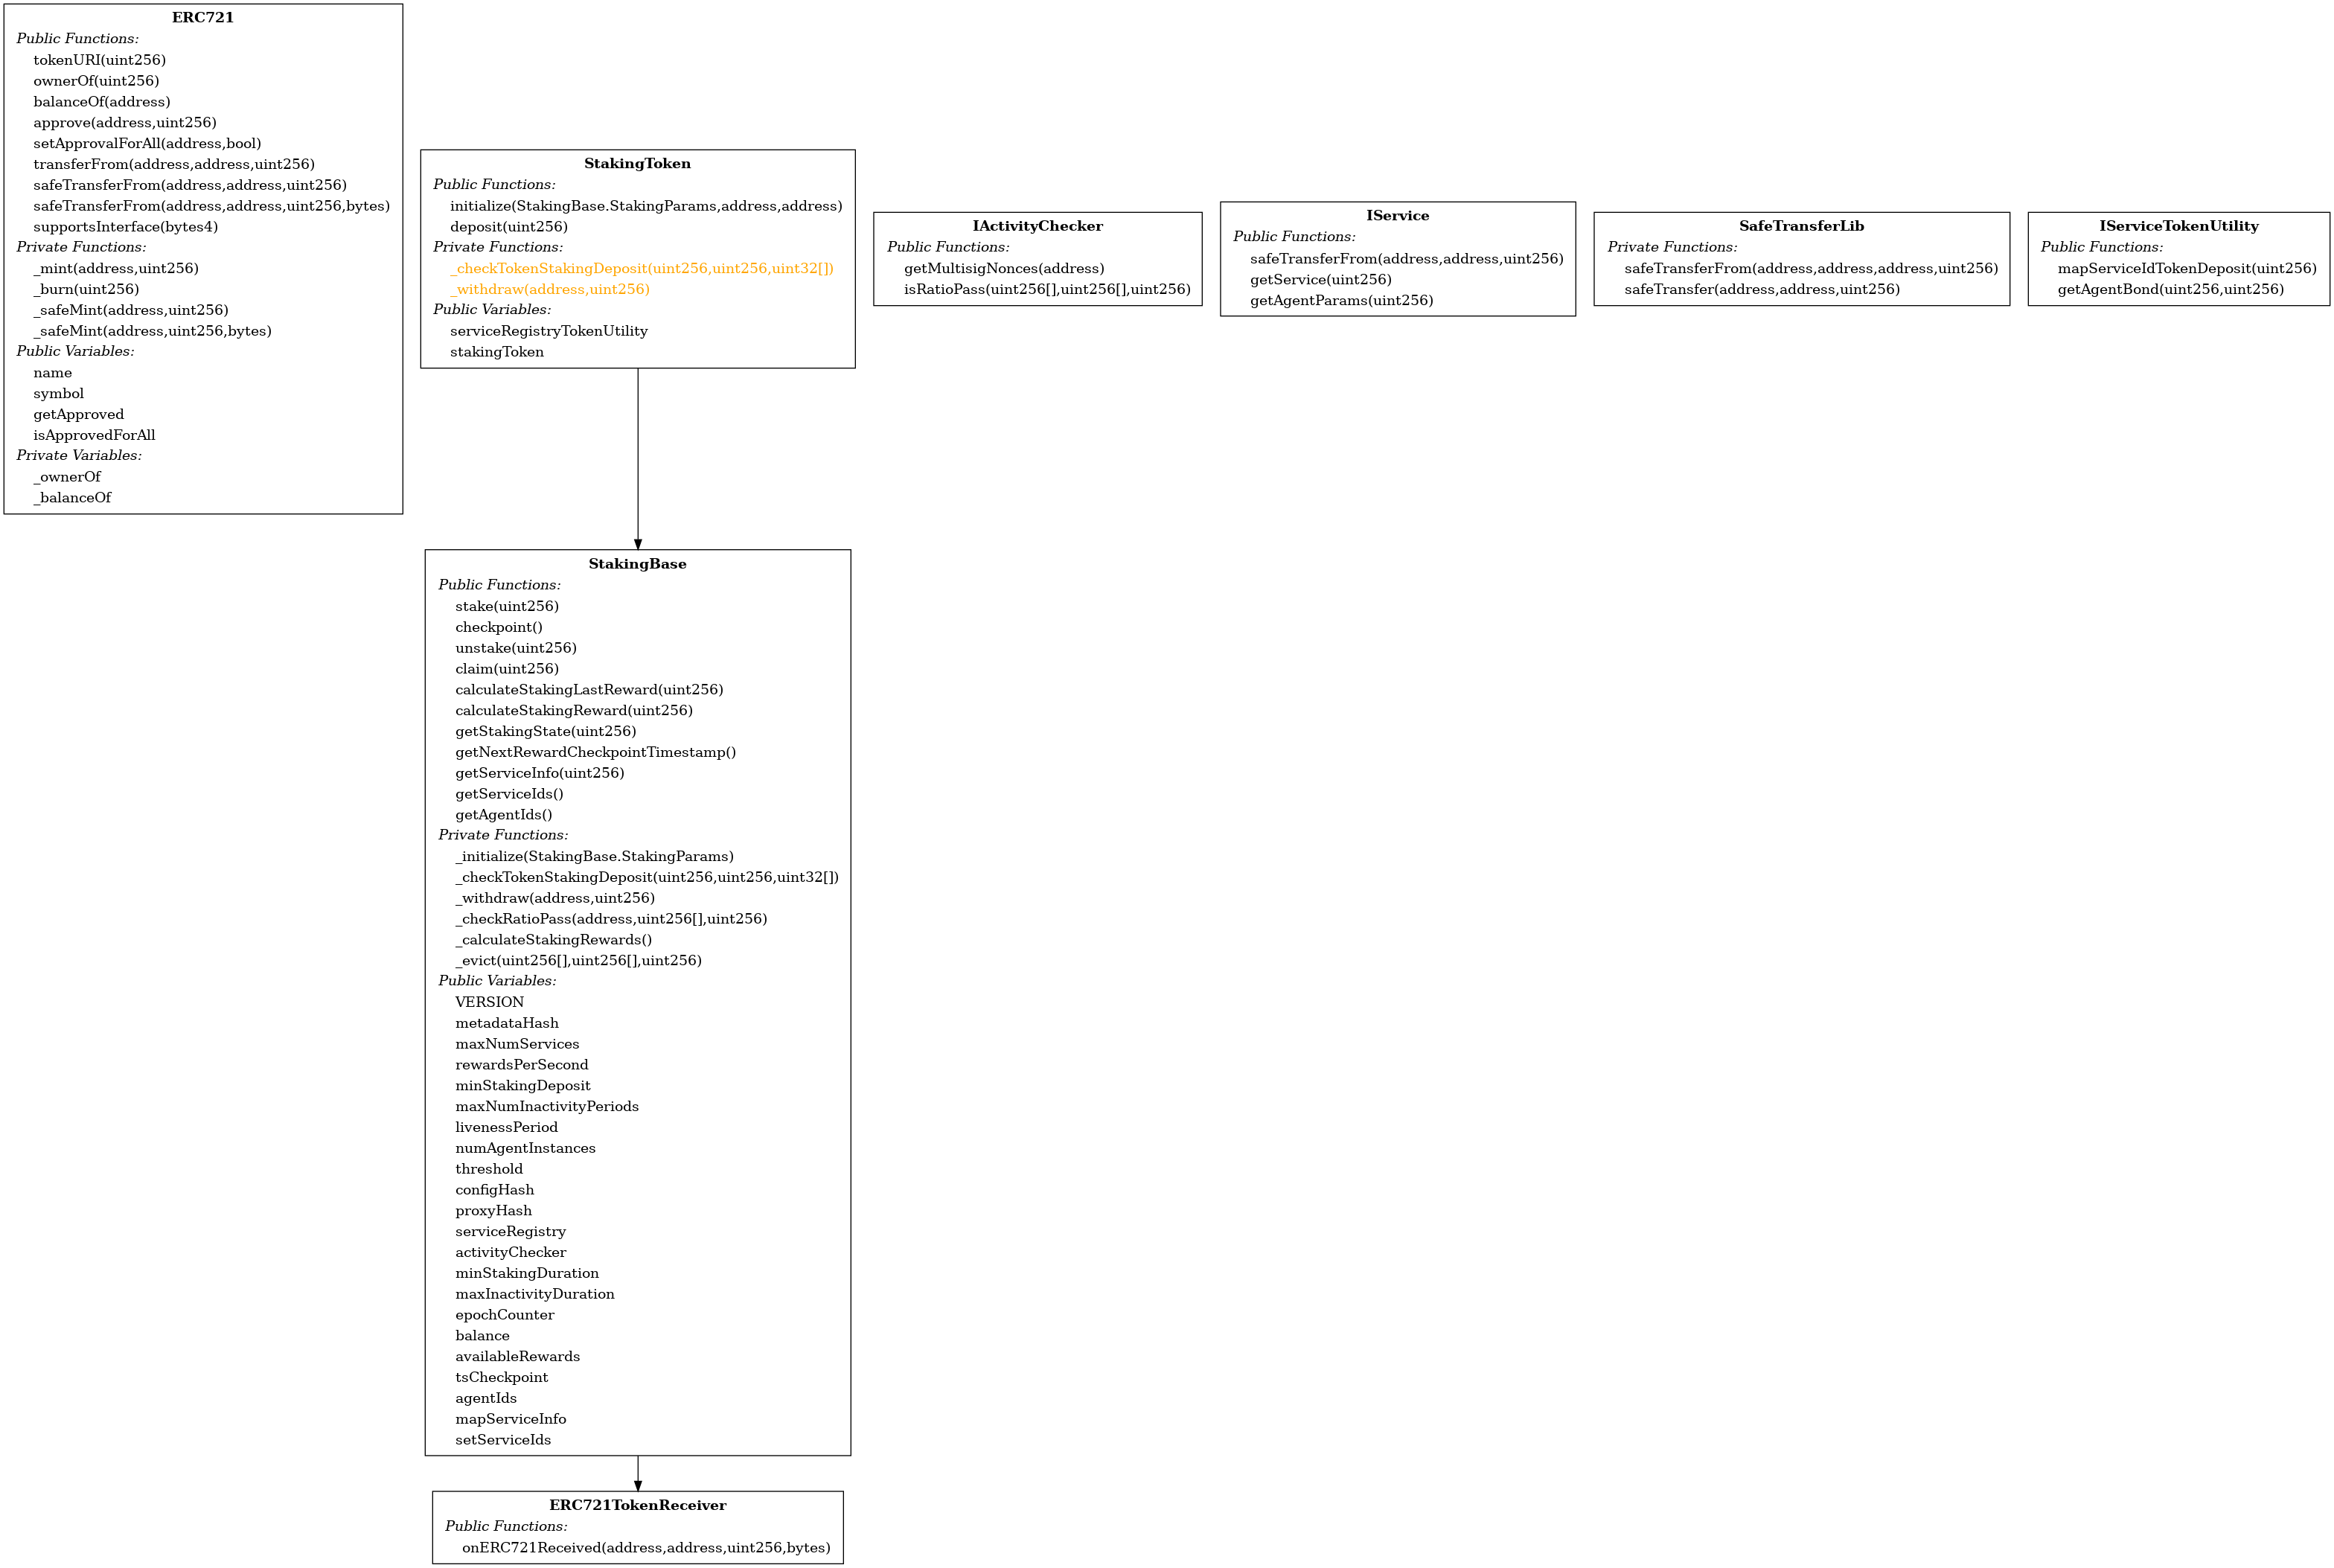 ERC721
Public Functions:
tokenURI(uint256)
ownerOf(uint256)
balanceOf(address)
approve(address,uint256)
setApprovalForAll(address,bool)
transferFrom(address,address,uint256)
safeTransferFrom(address,address,uint256)
safeTransferFrom(address,address,uint256,bytes)
supportsInterface(bytes4)
Private Functions:
_mint(address,uint256)
_burn(uint256)
_safeMint(address,uint256)
_safeMint(address,uint256,bytes)
Public Variables:
name
symbol
getApproved
isApprovedForAll
Private Variables:
_ownerOf
_balanceOf
StakingToken
Public Functions:
initialize(StakingBase.StakingParams,address,address)
deposit(uint256)
Private Functions:
_checkTokenStakingDeposit(uint256,uint256,uint32[])
_withdraw(address,uint256)
Public Variables:
serviceRegistryTokenUtility
stakingToken
IActivityChecker
Public Functions:
getMultisigNonces(address)
isRatioPass(uint256[],uint256[],uint256)
IService
Public Functions:
safeTransferFrom(address,address,uint256)
getService(uint256)
getAgentParams(uint256)
SafeTransferLib
Private Functions:
safeTransferFrom(address,address,address,uint256)
safeTransfer(address,address,uint256)
IServiceTokenUtility
Public Functions:
mapServiceIdTokenDeposit(uint256)
getAgentBond(uint256,uint256)
StakingBase
Public Functions:
stake(uint256)
checkpoint()
unstake(uint256)
claim(uint256)
calculateStakingLastReward(uint256)
calculateStakingReward(uint256)
getStakingState(uint256)
getNextRewardCheckpointTimestamp()
getServiceInfo(uint256)
getServiceIds()
getAgentIds()
Private Functions:
_initialize(StakingBase.StakingParams)
_checkTokenStakingDeposit(uint256,uint256,uint32[])
_withdraw(address,uint256)
_checkRatioPass(address,uint256[],uint256)
_calculateStakingRewards()
_evict(uint256[],uint256[],uint256)
Public Variables:
VERSION
metadataHash
maxNumServices
rewardsPerSecond
minStakingDeposit
maxNumInactivityPeriods
livenessPeriod
numAgentInstances
threshold
configHash
proxyHash
serviceRegistry
activityChecker
minStakingDuration
maxInactivityDuration
epochCounter
balance
availableRewards
tsCheckpoint
agentIds
mapServiceInfo
setServiceIds
ERC721TokenReceiver
Public Functions:
onERC721Received(address,address,uint256,bytes)